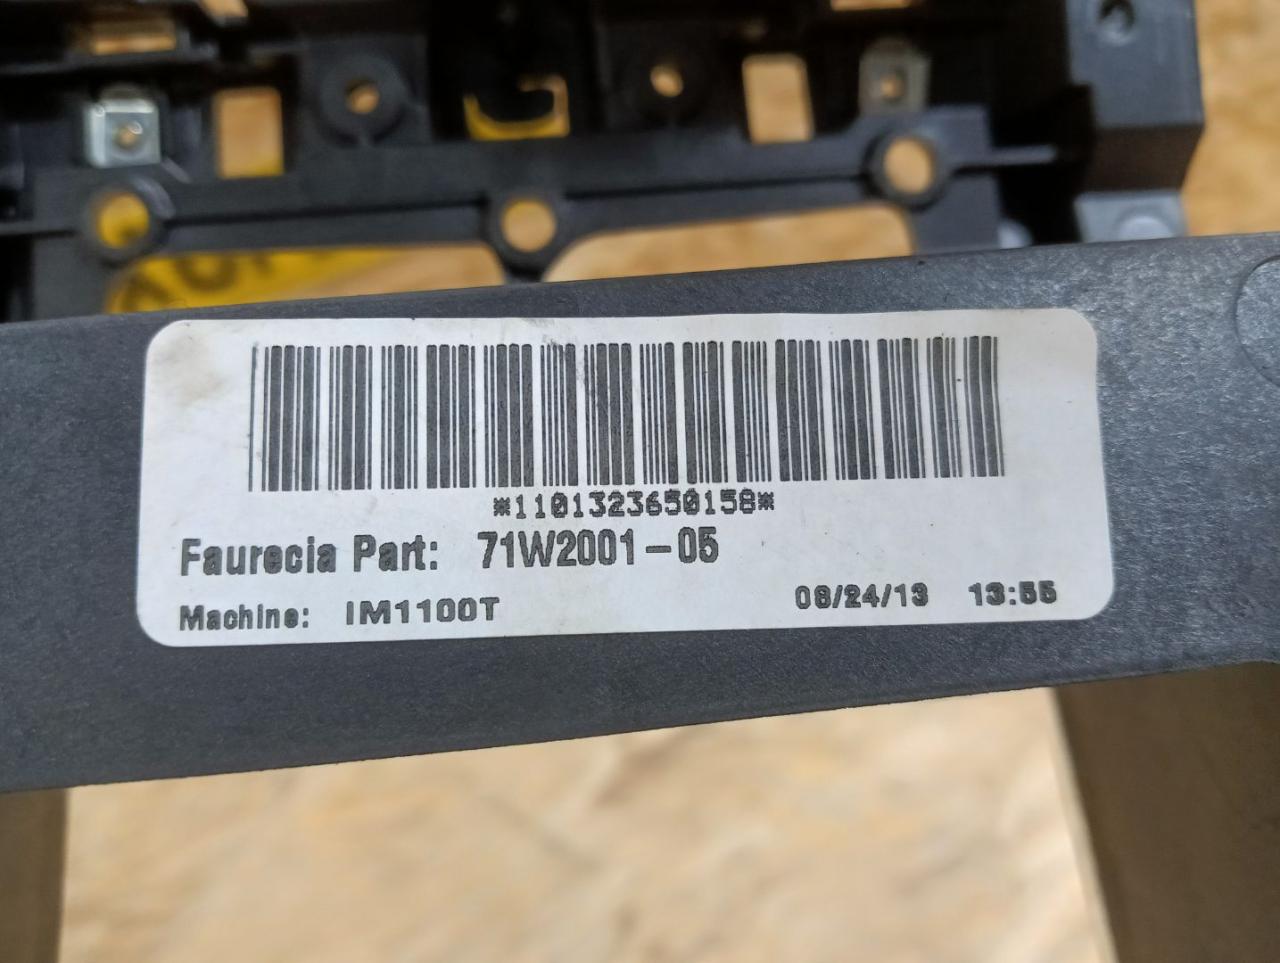 *1101323650158*
Faurecia Part: 71W2001-05
Machine: IM1100T 08/24/13 13:55